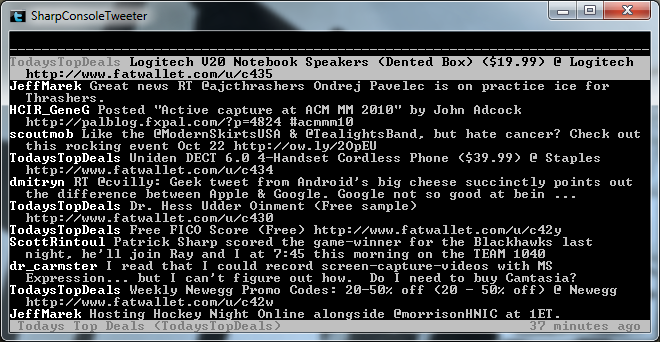 SharpConsoleTweeter
TodaysTopDeals Logitech V20 Notebook Speakers (Dented Box) ($19.99) @ Logitech
http://www.fatwallet.com/u/c435
JeffMarek Great news RT @ajcthrashers Ondrej Pavelec is on practice ice for
Thrashers.
HCIR_GeneG Posted "Active capture at ACM MM 2010" by John Adcock
http://palblog.fxpal.com/?p=4824 #acmmm10
scoutmob Like the @ModernSkirtsUSA & @TealightsBand, but hate cancer? Check out
this rocking event Oct 22 http://ow.ly/2OpEU
TodaysTopDeals Uniden DECT 6.0 4-Handset Cordless Phone ($39.99) @ Staples
http://www.fatwallet.com/u/c434
dmitryn RT @cvilly: Geek tweet from Android's big cheese succinctly points out
the difference between Apple & Google. Google not so good at bein ...
TodaysTopDeals Dr. Hess Udder Oinment (Free sample)
http://www.fatwallet.com/u/c430
TodaysTopDeals Free FICO Score (Free) http://www.fatwallet.com/u/c42y
ScottRintoul Patrick Sharp scored the game-winner for the Blackhawks last
night, he'll join Ray and I at 7:45 this morning on the TEAM 1040
dr_carmster I read that I could record screen-capture-videos with MS
Expression... but I can't figure out how.  Do I need to buy Camtasia?
TodaysTopDeals Weekly Newegg Promo Codes: 20-50% off (20 - 50% off) @ Newegg
http://www.fatwallet.com/u/c42w
JeffMarek Hosting Hockey Night Online alongside @morrisonHNIC at 1ET.
Todays Top Deals (TodaysTopDeals) 37 minutes ago